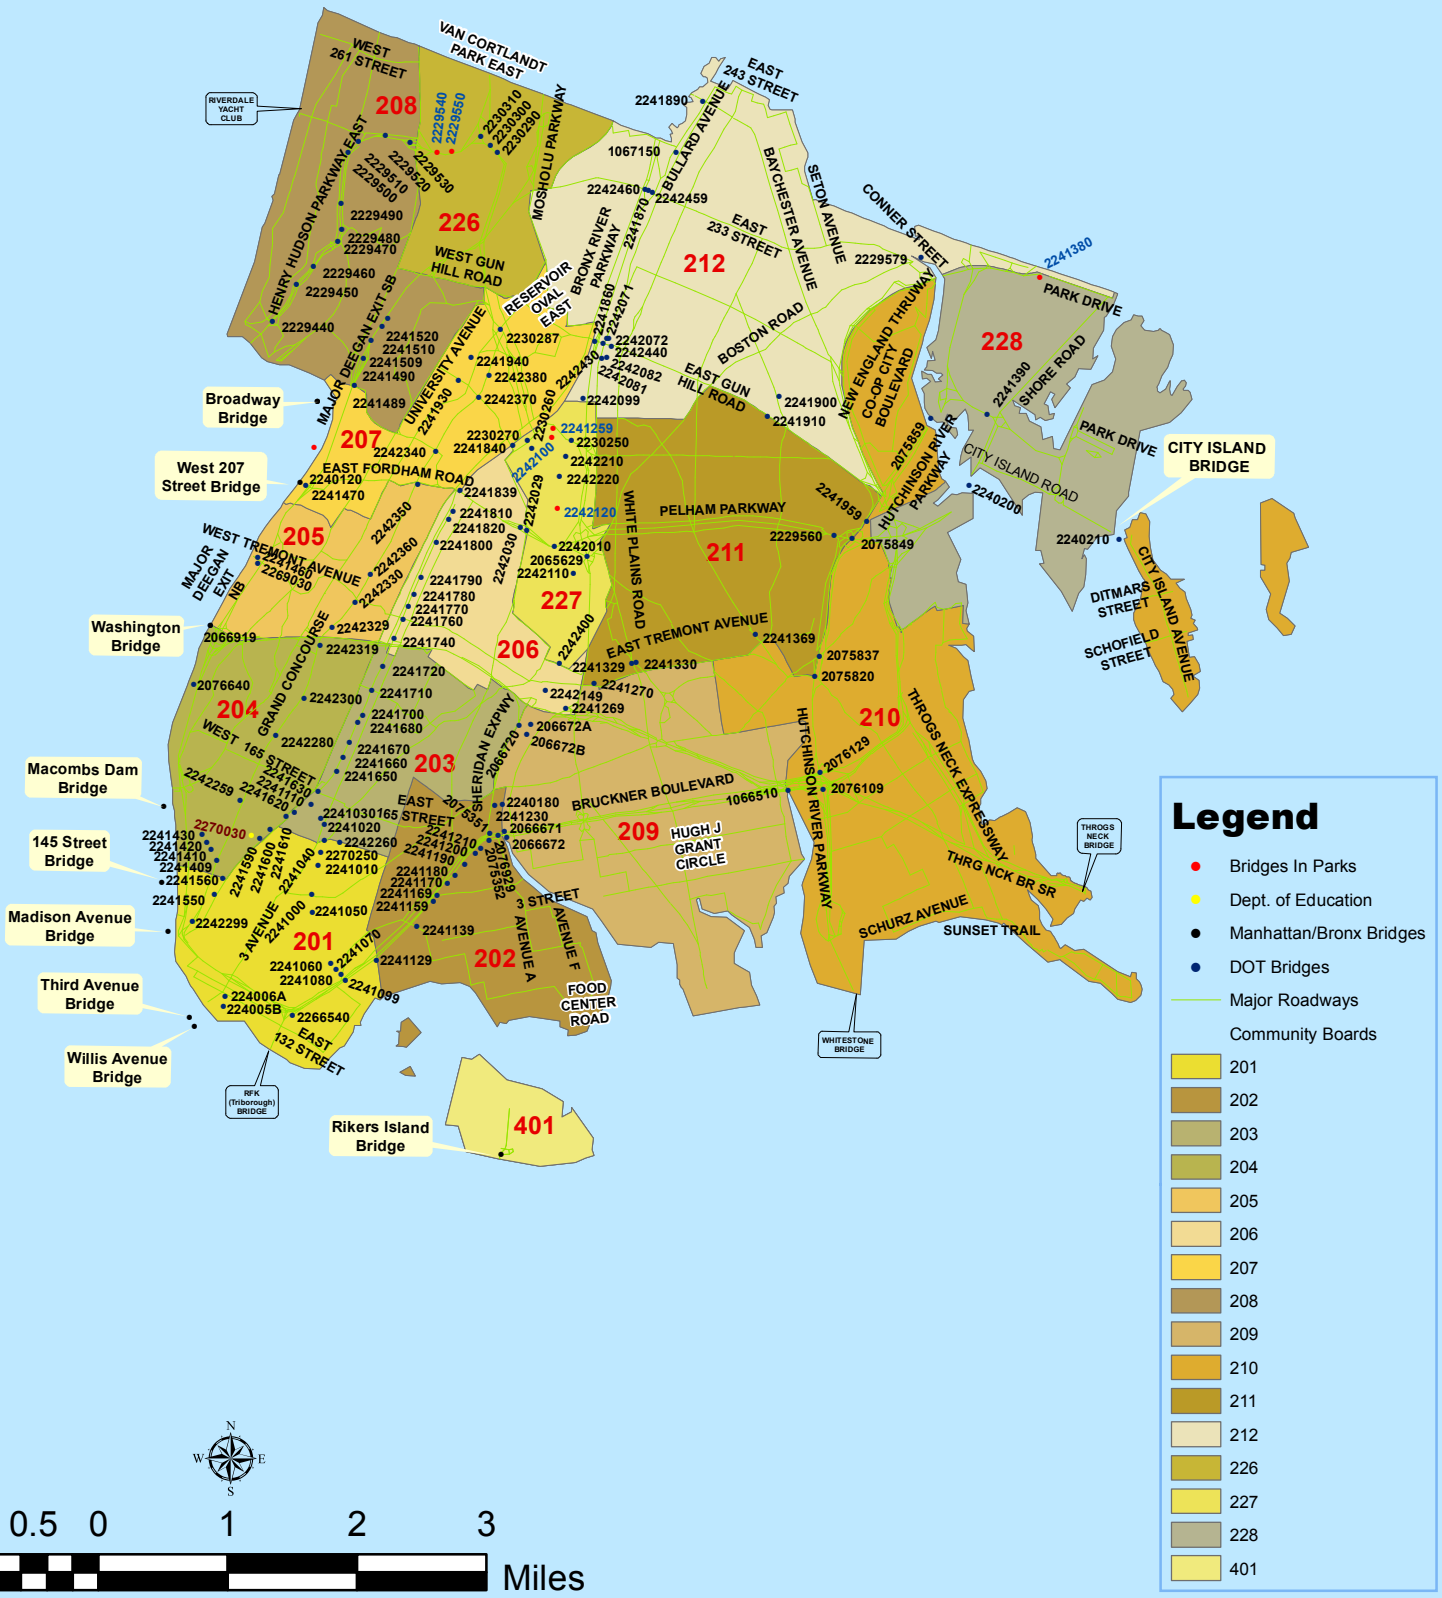 VAN CORTLANDT
PARK EAST
WEST
261 STREET
EAST
243 STREET
RIVERDALE
YACHT
CLUB
208
2229540
2229550
2230310
2230300
2230290
MOSHOLU PARKWAY
2241890
BULLARD AVENUE
1067150
BAYCHESTER AVENUE
SETON AVENUE
CONNER STREET
HENRY HUDSON PARKWAY EAST
2229530
2229520
2229510
2229500
2229490
2229480
2229470
2229460
2229450
2229440
226
WEST GUN
HILL ROAD
2242460
2242459
2241870
BRONX RIVER
PARKWAY
EAST
233 STREET
212
2229579
2241380
PARK DRIVE
228
2241390
SHORE ROAD
NEW ENGLAND THRUWAY
CO-OP CITY
BOULEVARD
RESERVOIR
OVAL
EAST
MAJOR DEEGAN EXIT SB
2241520
2241510
2241509
2241490
2241489
UNIVERSITY AVENUE
2230287
2241940
2242380
2242370
2241930
2241860
2242071
2242072
2242440
2242082
2242081
2242430
2242099
BOSTON ROAD
EAST GUN
HILL ROAD
2241900
2241910
Broadway
Bridge
207
2230260
2241259
2230270
2241840
2230250
2242100
2242210
2242220
2242340
EAST FORDHAM ROAD
West 207
Street Bridge
2240120
2241470
2075859
HUTCHINSON RIVER
PARKWAY
CITY ISLAND ROAD
PARK DRIVE
CITY ISLAND
BRIDGE
2240200
2240210
2241839
2241810
2241820
2241800
2242029
2242030
2242120
2242010
2065629
2242110
WHITE PLAINS ROAD
PELHAM PARKWAY
2241959
2229560
2075849
211
205
2242350
WEST TREMONT AVENUE
2241460
2269030
2242360
2242330
MAJOR
DEEGAN
EXIT
NB
2241790
2241780
2241770
2241760
2241740
227
2242400
CITY ISLAND AVENUE
DITMARS
STREET
SCHOFIELD
STREET
Washington
Bridge
2066919
GRAND CONCOURSE
2242329
2242319
206
EAST TREMONT AVENUE
2241369
2241329
2241330
2075837
2075820
2241720
2241710
2241700
2241680
2241670
2241660
2241650
2076640
204
2242300
2242280
2242149
2241270
2241269
206672A
206672B
2066720
SHERIDAN EXPWY
203
210
THROGS NECK EXPRESSWAY
HUTCHINSON RIVER PARKWAY
2076129
2076109
1066510
BRUCKNER BOULEVARD
209
HUGH J
GRANT
CIRCLE
WEST 165 STREET
Macombs Dam
Bridge
2242259
2241630
2241110
2241620
2270030
2241030
165
EAST
STREET
2241020
2242260
2270250
2241010
2075351
2240180
2241230
2066671
2066672
2241210
2241200
2241190
2241180
2241170
2241169
2241159
2076929
2075352
145 Street
Bridge
2241430
2241420
2241410
2241409
2241560
2241550
2241590
2241600
2241610
2241040
THROGS
NECK
BRIDGE
THRG NCK BR SR
SCHURZ AVENUE
SUNSET TRAIL
Madison Avenue
Bridge
2242299
3 AVENUE
2241000
2241050
201
2241070
2241060
2241080
2241099
2241139
2241129
202
3 STREET
AVENUE A
AVENUE F
FOOD
CENTER
ROAD
Third Avenue
Bridge
224006A
224005B
2266540
EAST
132 STREET
Willis Avenue
Bridge
RFK
(Triborough)
BRIDGE
WHITESTONE
BRIDGE
Rikers Island
Bridge
401
Legend
Bridges In Parks
Dept. of Education
Manhattan/Bronx Bridges
DOT Bridges
Major Roadways
Community Boards
201
202
203
204
205
206
207
208
209
210
211
212
226
227
228
401
N
W
E
S
0.5
0
1
2
3
Miles